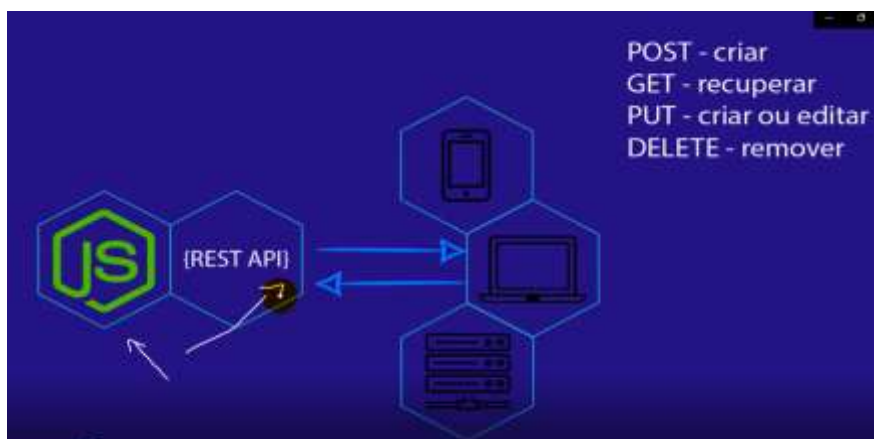 POST - criar
GET - recuperar
PUT - criar ou editar
DELETE - remover
JS
{REST API}